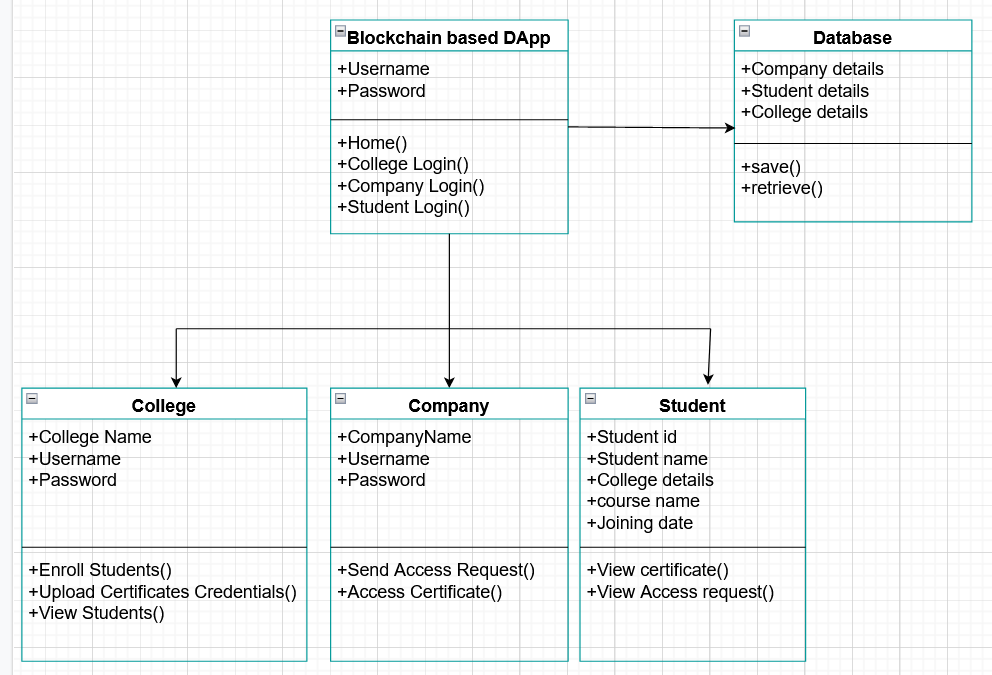 Blockchain based DApp
+Username
+Password
+Home()
+College Login()
+Company Login()
+Student Login()
Database
+Company details
+Student details
+College details
+save()
+retrieve()
College
+College Name
+Username
+Password
+Enroll Students()
+Upload Certificates Credentials()
+View Students()
Company
+CompanyName
+Username
+Password
+Send Access Request()
+Access Certificate()
Student
+Student id
+Student name
+College details
+course name
+Joining date
+View certificate()
+View Access request()